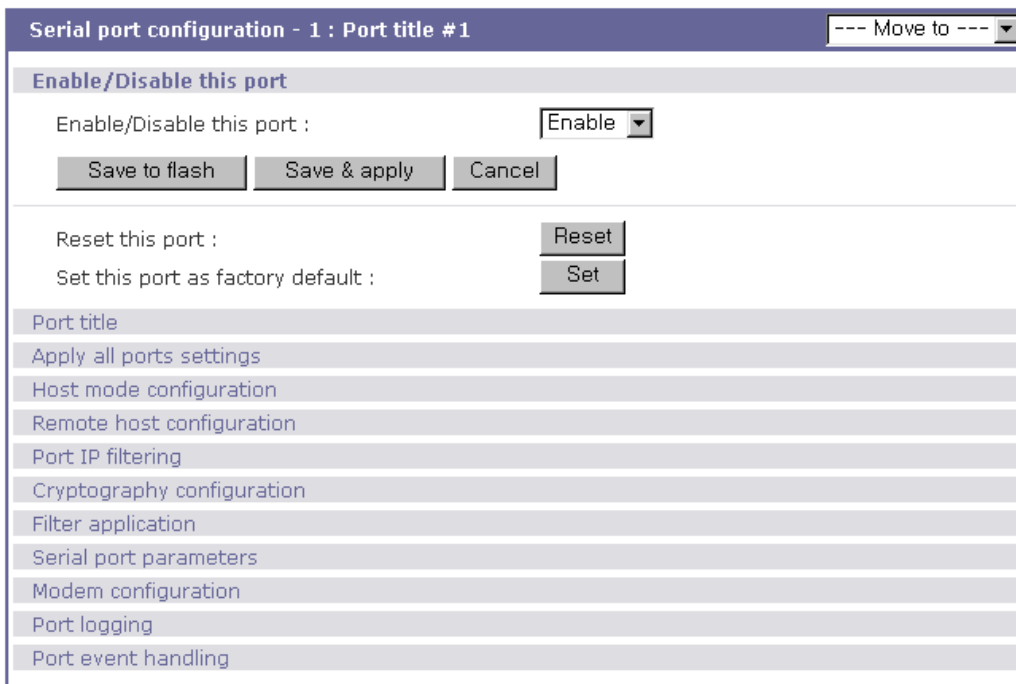 Serial port configuration - 1 : Port title #1 --- Move to ---
Enable/Disable this port
Enable/Disable this port : Enable
Save to flash Save & apply Cancel
Reset this port : Reset
Set this port as factory default : Set
Port title
Apply all ports settings
Host mode configuration
Remote host configuration
Port IP filtering
Cryptography configuration
Filter application
Serial port parameters
Modem configuration
Port logging
Port event handling